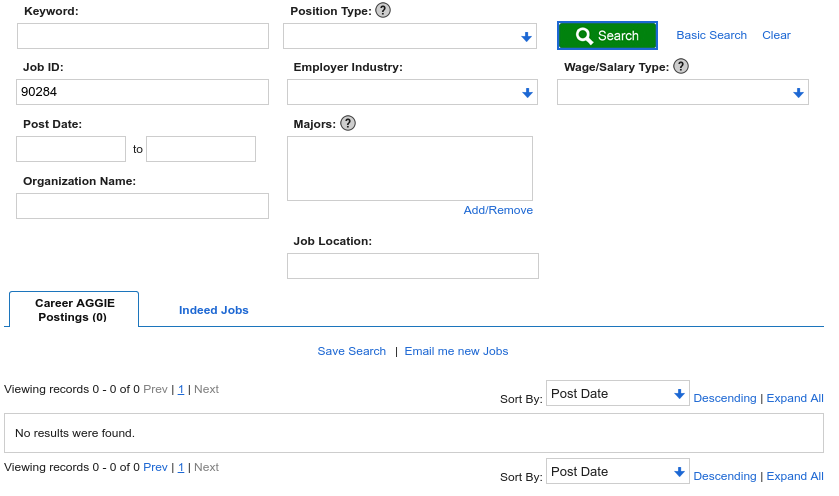 Keyword:
Position Type: ?
Search
Basic Search
Clear
Job ID:
Employer Industry:
Wage/Salary Type: ?
90284
Post Date:
Majors: ?
to
Organization Name:
Add/Remove
Job Location:
Career AGGIE
Postings (0)
Indeed Jobs
Save Search | Email me new Jobs
Viewing records 0 - 0 of 0 Prev | 1 | Next
Sort By: Post Date Descending | Expand All
No results were found.
Viewing records 0 - 0 of 0 Prev | 1 | Next
Sort By: Post Date Descending | Expand All